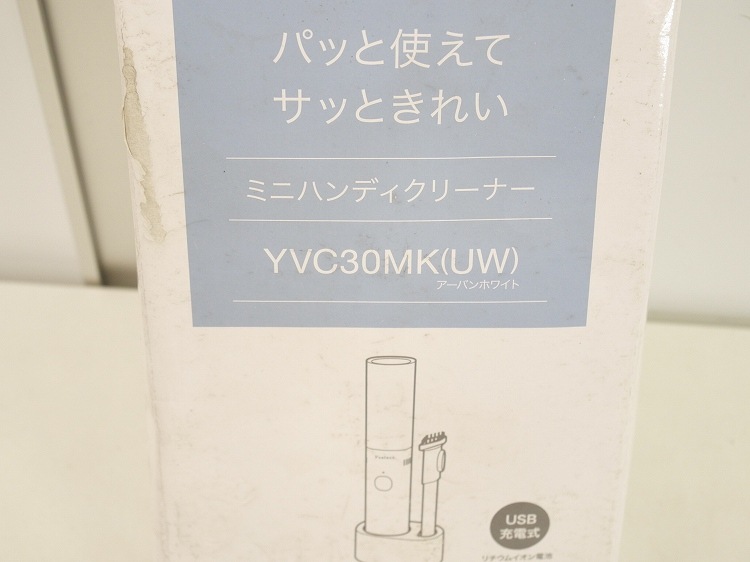 パッと使えて
サッときれい
ミニハンディクリーナー
YVC30MK(UW)
アーバンホワイト
USB
充電式
リチウムイオン電池